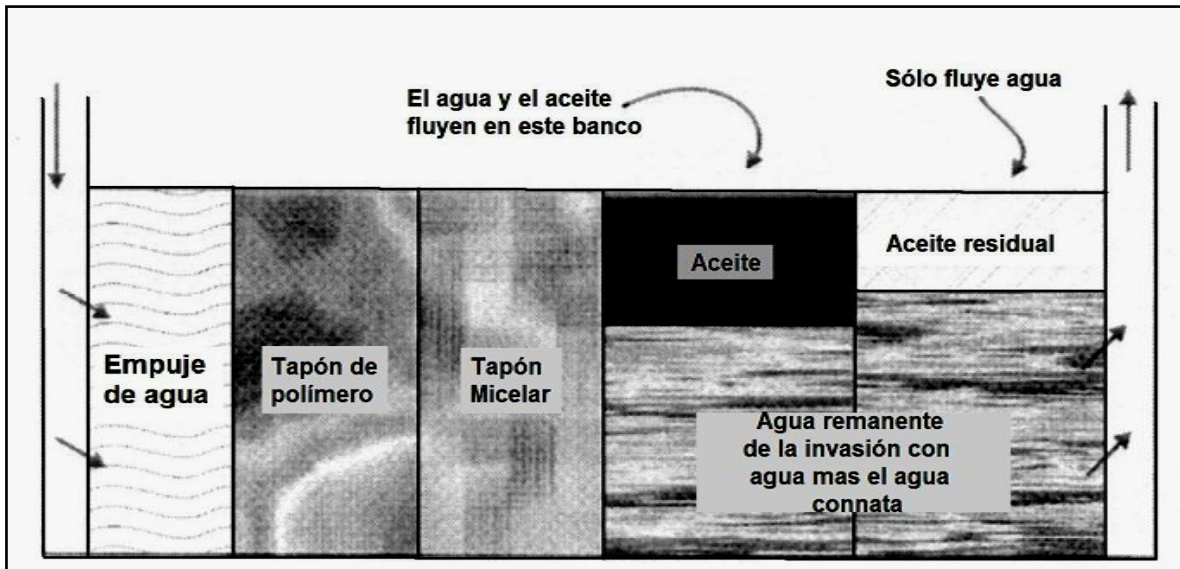 El agua y el aceite
fluyen en este banco
Sólo fluye agua
Empuje
de agua
Tapón de
polímero
Tapón
Micelar
Aceite
Aceite residual
Agua remanente
de la invasión con
agua mas el agua
connata